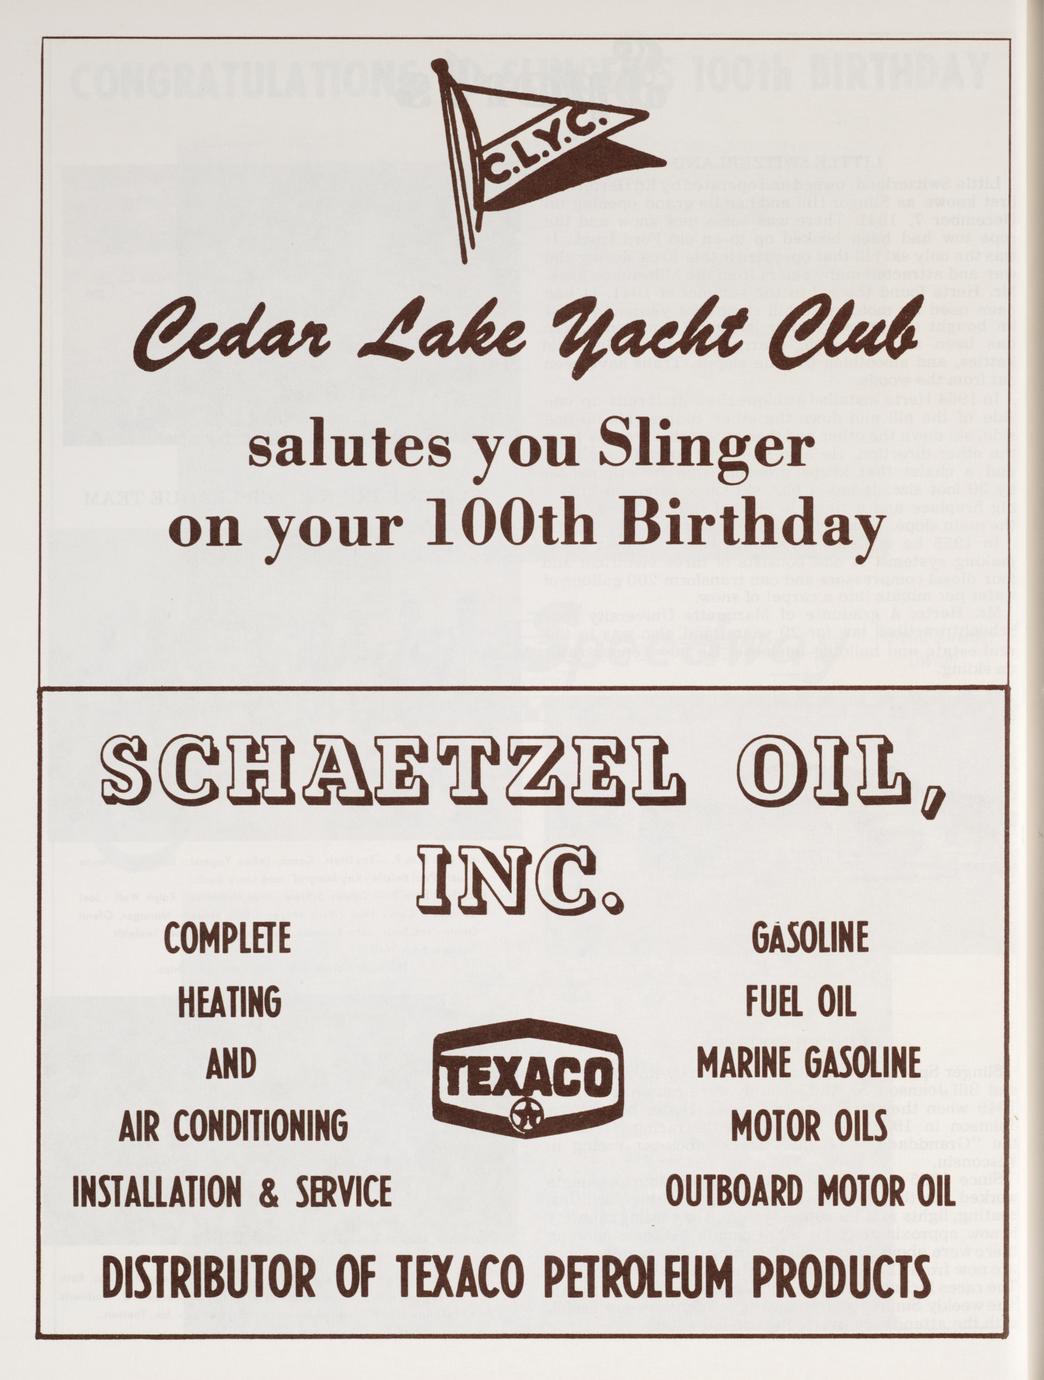 C.L.Y.C.
Cedar Lake Yacht Club
salutes you Slinger
on your 100th Birthday
SCHAETZEL OIL,
INC.
COMPLETE
HEATING
AND
AIR CONDITIONING
INSTALLATION & SERVICE
TEXACO
GASOLINE
FUEL OIL
MARINE GASOLINE
MOTOR OILS
OUTBOARD MOTOR OIL
DISTRIBUTOR OF TEXACO PETROLEUM PRODUCTS